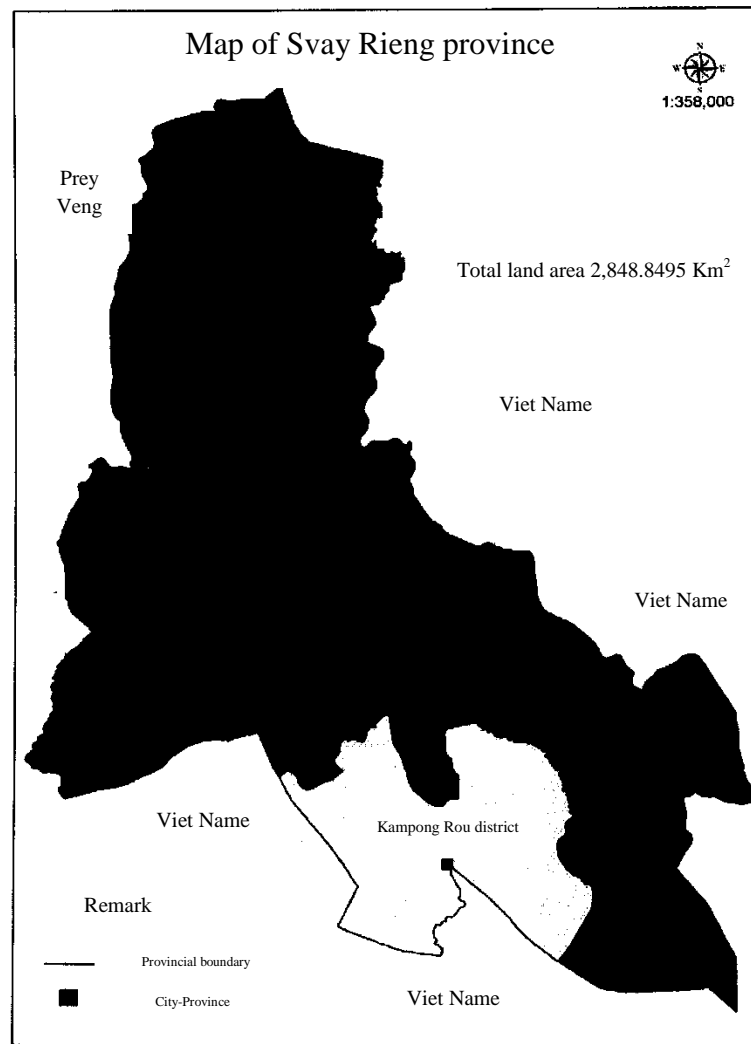 Map of Svay Rieng province
N
W E
S
1:358,000
Prey
Veng
Total land area 2,848.8495 Km²
Viet Name
Viet Name
Viet Name
Kampong Rou district
Remark
Provincial boundary
City-Province
Viet Name